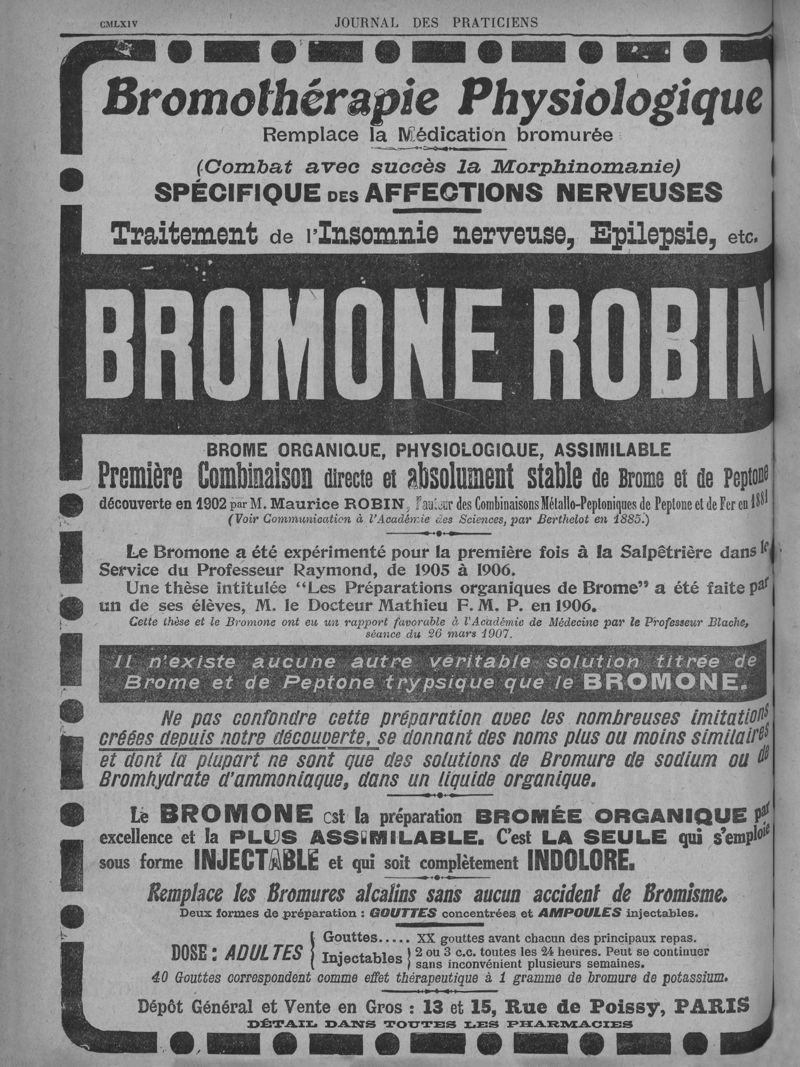 CMLXIV
JOURNAL DES PRATICIENS
Bromothérapie Physiologique
Remplace la Médication bromurée
(Combat avec succès la Morphinomanie)
SPÉCIFIQUE DES AFFECTIONS NERVEUSES
Traitement de l'Insomnie nerveuse, Epilepsie, etc.
BROMONE ROBIN
BROME ORGANIQUE, PHYSIOLOGIQUE, ASSIMILABLE
Première Combinaison directe et absolument stable de Brome et de Peptone
découverte en 1902 par M. Maurice ROBIN, l'auteur des Combinaisons Métallo-Peptoniques de Peptone et de Fer en 1881
(Voir Communication à l'Académie des Sciences, par Berthelot en 1885.)
Le Bromone a été expérimenté pour la première fois à la Salpêtrière dans le
Service du Professeur Raymond, de 1905 à 1906.
Une thèse intitulée "Les Préparations organiques de Brome" a été faite par
un de ses élèves, M. le Docteur Mathieu F. M. P. en 1906.
Cette thèse et le Bromone ont eu un rapport favorable à l'Académie de Médecine par le Professeur Blache,
séance du 26 mars 1907.
Il n'existe aucune autre véritable solution titrée de
Brome et de Peptone trypsique que le BROMONE.
Ne pas confondre cette préparation avec les nombreuses imitations
créées depuis notre découverte, se donnant des noms plus ou moins similaires
et dont la plupart ne sont que des solutions de Bromure de sodium ou de
Bromhydrate d'ammoniaque, dans un liquide organique.
Le BROMONE est la préparation BROMÉE ORGANIQUE par
excellence et la PLUS ASSIMILABLE. C'est LA SEULE qui s'emploie
sous forme INJECTABLE et qui soit complètement INDOLORE.
Remplace les Bromures alcalins sans aucun accident de Bromisme.
Deux formes de préparation : GOUTTES concentrées et AMPOULES injectables.
DOSE : ADULTES
Gouttes..... XX gouttes avant chacun des principaux repas.
Injectables 2 ou 3 c.c. toutes les 24 heures. Peut se continuer
sans inconvénient plusieurs semaines.
40 Gouttes correspondent comme effet thérapeutique à 1 gramme de bromure de potassium.
Dépôt Général et Vente en Gros : 13 et 15, Rue de Poissy, PARIS
DÉTAIL DANS TOUTES LES PHARMACIES